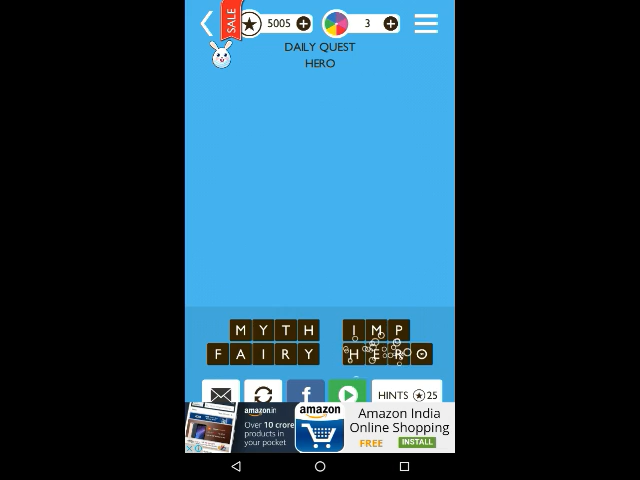 SALE
5005
3
DAILY QUEST
HERO
MYTH IMP
FAIRY HERO
HINTS 25
amazon.in
Over 10 crore
products in
your pocket
amazon
Amazon India
Online Shopping
FREE INSTALL